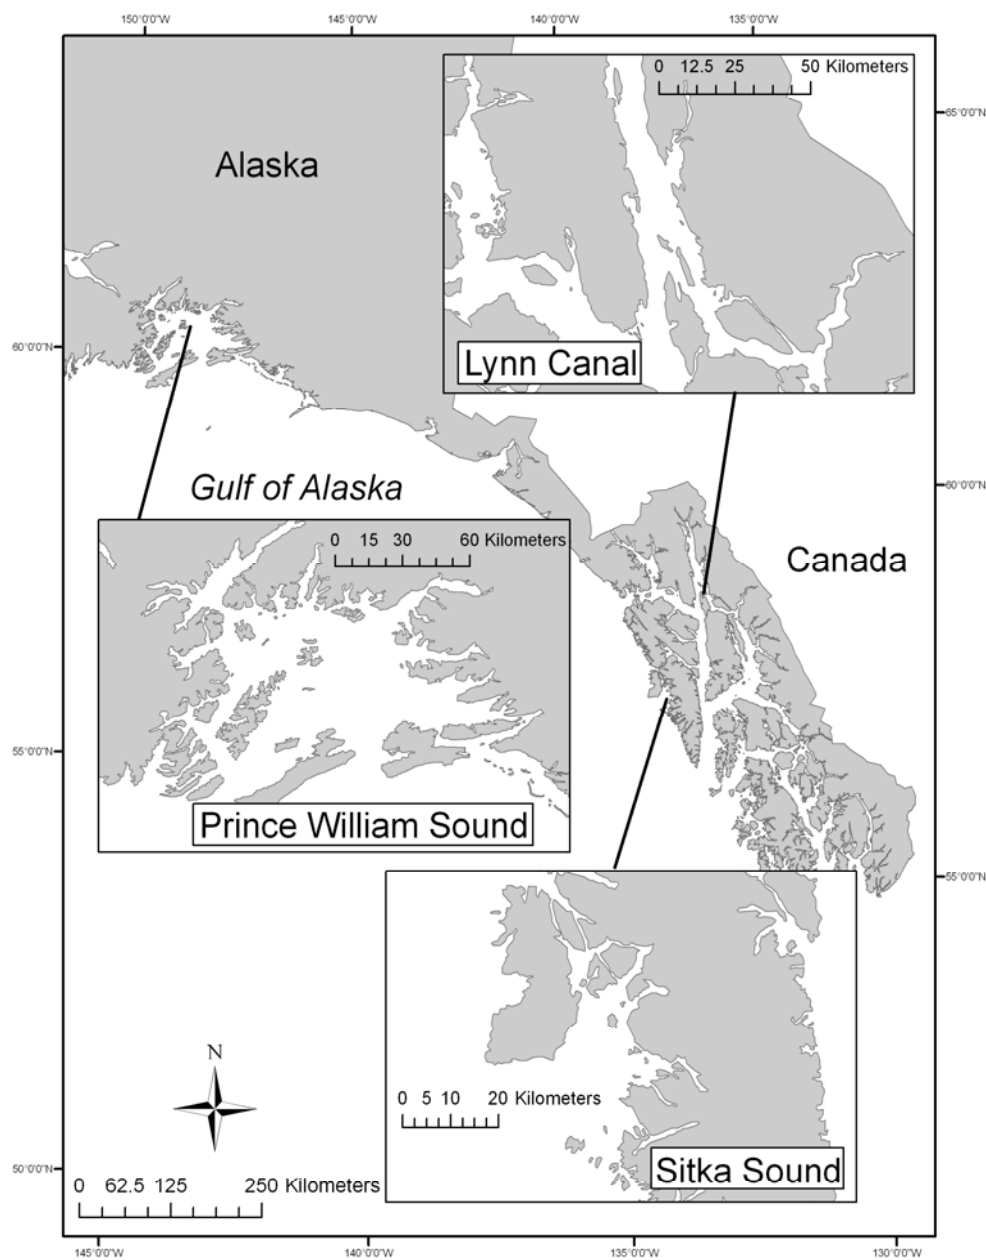 150°0'0"W 145°0'0"W 140°0'0"W 135°0'0"W
0 12.5 25 50 Kilometers
65°0'0"N
Alaska
60°0'0"N
Lynn Canal
Gulf of Alaska
60°0'0"N
0 15 30 60 Kilometers
Canada
55°0'0"N
Prince William Sound
55°0'0"N
N
0 5 10 20 Kilometers
Sitka Sound
50°0'0"N
0 62.5 125 250 Kilometers
145°0'0"W 140°0'0"W 135°0'0"W 130°0'0"W